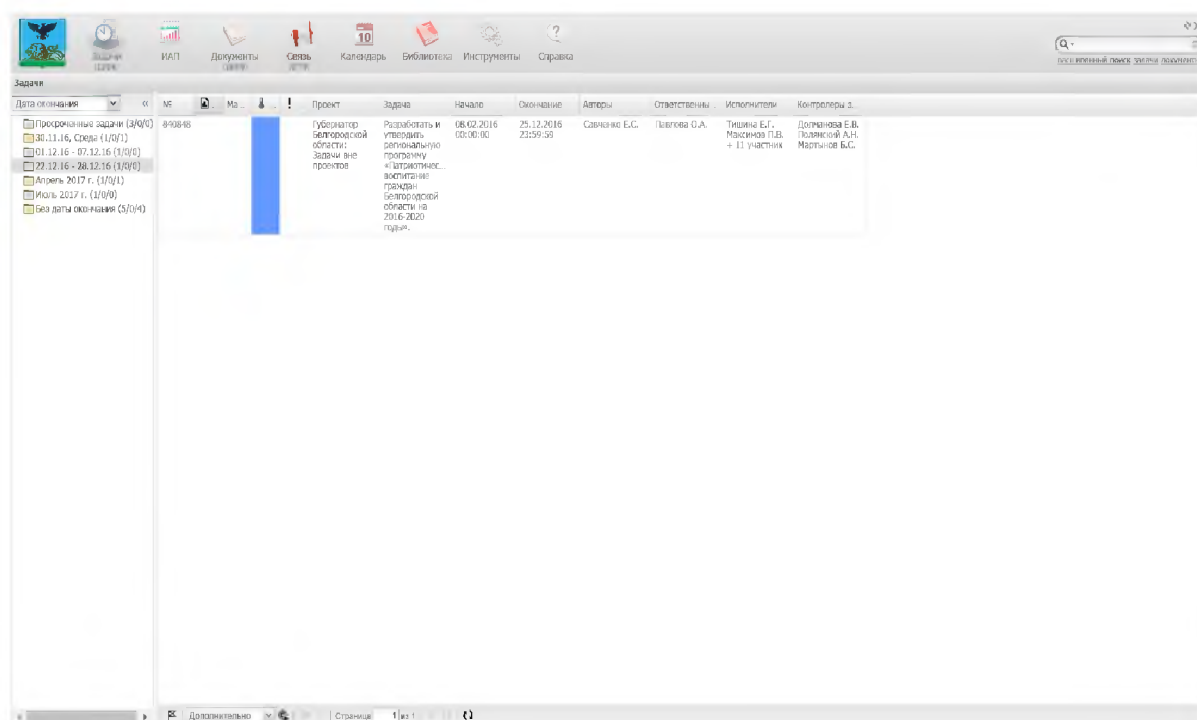 ИАП
Документы
Связь
10
Календарь
Библиотека
Инструменты
?
Справка
Задачи
Дата окончания
«
№
Ма ..
!
Проект
Задача
Начало
Окончание
Авторы
Ответственны ..
Исполнители
Контролеры з...
Просроченные задачи (3/0/0)
30.11.16, Среда (1/0/1)
01.12.16 - 07.12.16 (1/0/0)
22.12.16 - 28.12.16 (1/0/0)
Апрель 2017 г. (1/0/1)
Июль 2017 г. (1/0/0)
Без даты окончания (5/0/4)
840848
Губернатор
Белгородской
области:
Задачи вне
проектов
Разработать и
утвердить
региональную
программу
«Патриотичес...
воспитание
граждан
Белгородской
области на
2016-2020
годы».
08.02.2016
00:00:00
25.12.2016
23:59:59
Савченко Е.С.
Павлова О.А.
Тишина Е.Г.
Максимов П.В.
+ 11 участник
Долчанова Е.В.
Полянский А.Н.
Мартынов Б.С.
Дополнительно
Страница
1 из 1